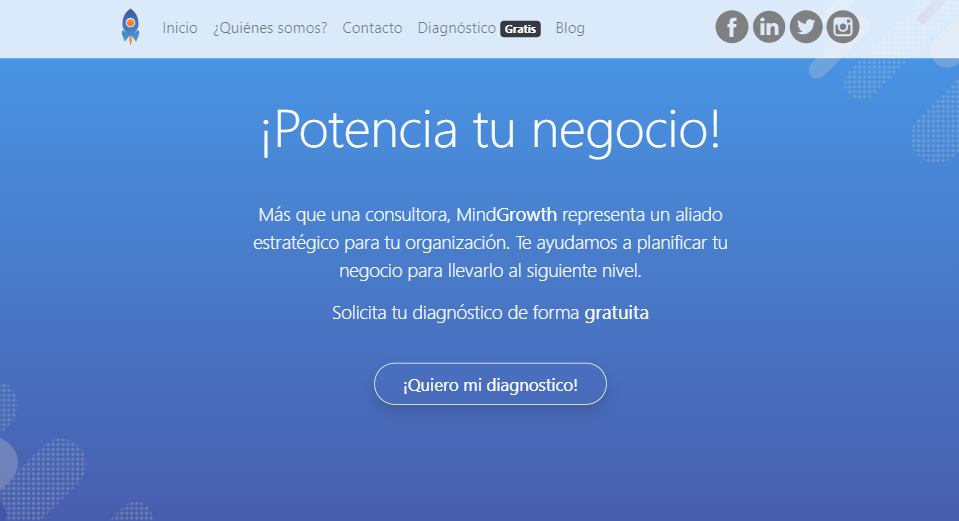 Inicio ¿Quiénes somos? Contacto Diagnóstico Gratis Blog
¡Potencia tu negocio!
Más que una consultora, MindGrowth representa un aliado
estratégico para tu organización. Te ayudamos a planificar tu
negocio para llevarlo al siguiente nivel.
Solicita tu diagnóstico de forma gratuita
¡Quiero mi diagnostico!